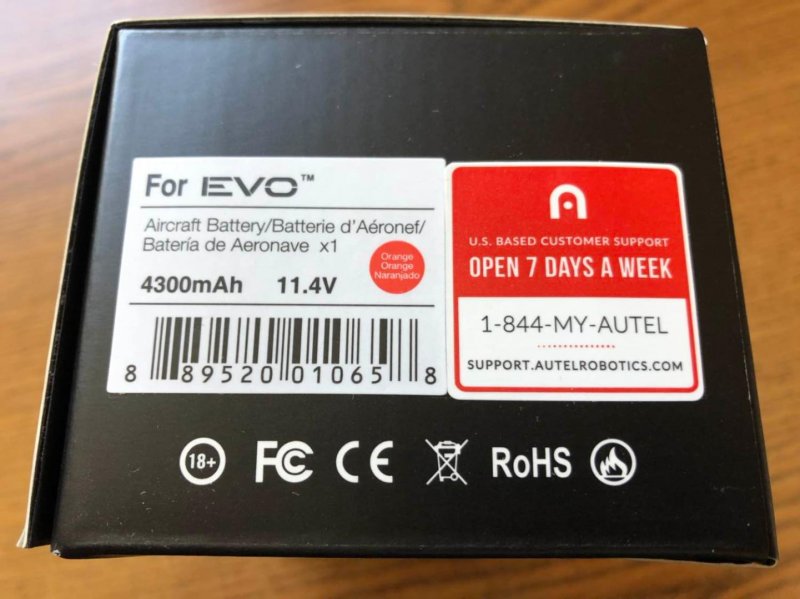 For EVO™
Aircraft Battery/Batterie d'Aéronef/
Batería de Aeronave x1
Orange
Orange
Naranjado
4300mAh 11.4V
8 89520 01065 8
U.S. BASED CUSTOMER SUPPORT
OPEN 7 DAYS A WEEK
1-844-MY-AUTEL
SUPPORT.AUTELROBOTICS.COM
18+ FC CE RoHS